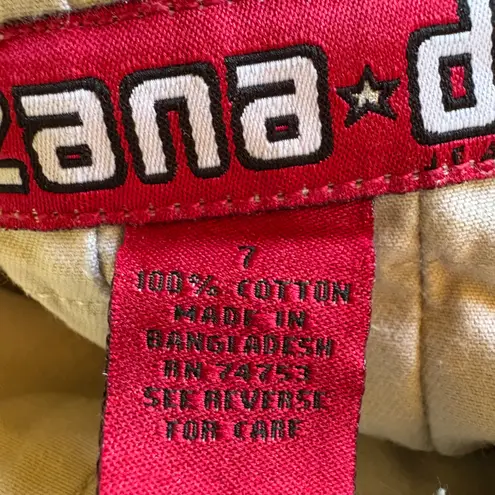 zana★d
7
100% COTTON
MADE IN
BANGLADESH
RN 74753
SEE REVERSE
FOR CARE